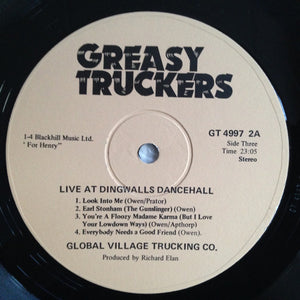 GREASY
TRUCKERS
1-4 Blackhill Music Ltd.
'For Henry"
GT 4997 2A
Side Three
Time 23:05
Stereo
LIVE AT DINGWALLS DANCEHALL
1. Look Into Me (Owen/Prator)
2. Earl Stonham (The Gunslinger) (Owen)
3. You're A Floozy Madame Karma (But I Love
Your Lowdown Ways) (Owen/Apthorp)
4. Everybody Needs a Good Friend (Owen).
GLOBAL VILLAGE TRUCKING CO.
Produced by Richard Elan